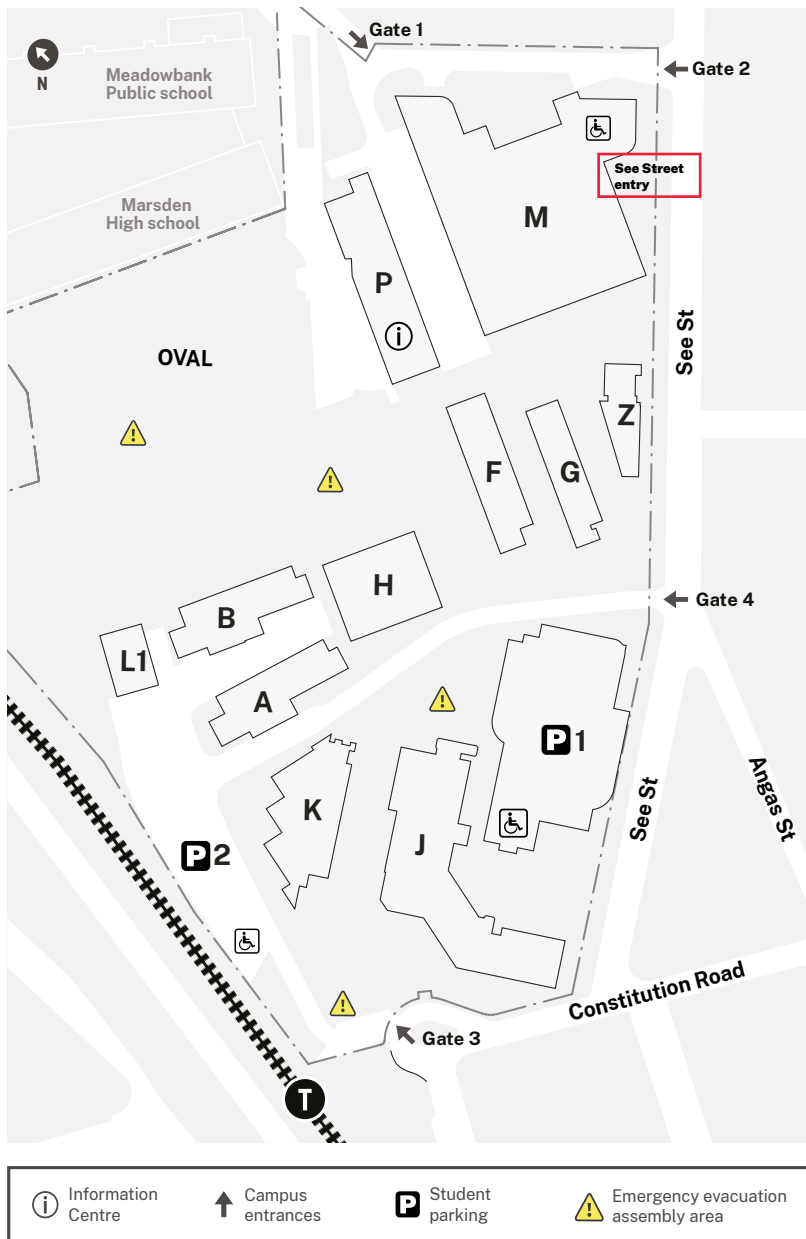 Gate 1
Gate 2
N
Meadowbank
Public school
See Street
entry
Marsden
High school
M
P
i
See St
OVAL
Z
F
G
H
B
Gate 4
L1
A
P 1
Angas St
See St
K
J
P 2
Constitution Road
Gate 3
T
i Information
Centre
Campus
entrances
P Student
parking
Emergency evacuation
assembly area